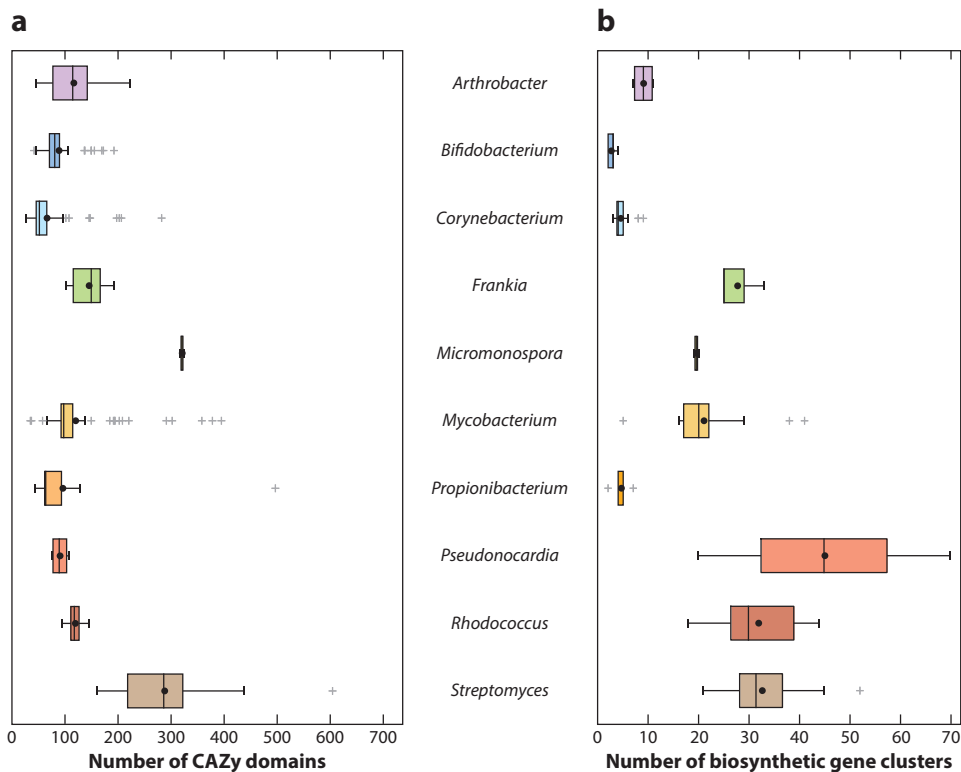 a
b
Arthrobacter
Bifidobacterium
Corynebacterium
Frankia
Micromonospora
Mycobacterium
Propionibacterium
Pseudonocardia
Rhodococcus
Streptomyces
0 100 200 300 400 500 600 700
0 10 20 30 40 50 60 70
Number of CAZy domains
Number of biosynthetic gene clusters